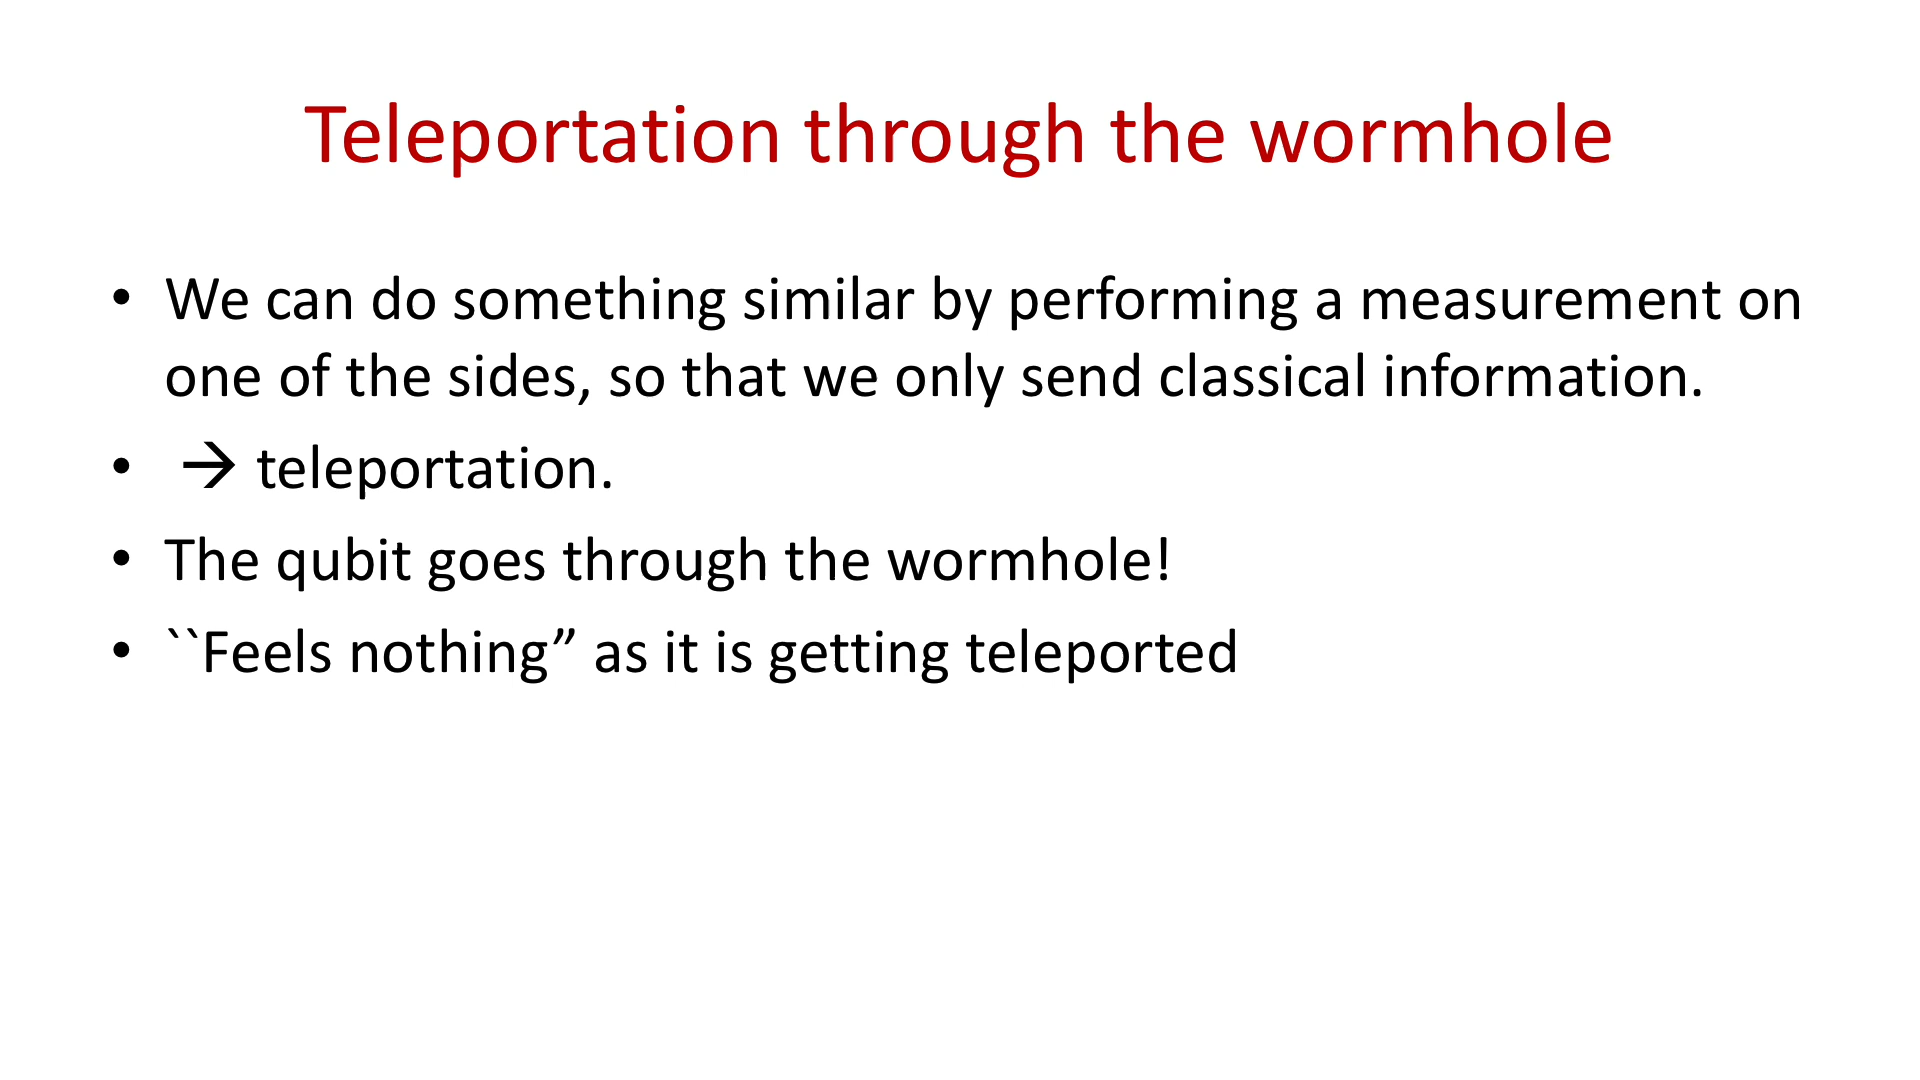 Teleportation through the wormhole
• We can do something similar by performing a measurement on
one of the sides, so that we only send classical information.
• → teleportation.
• The qubit goes through the wormhole!
• ``Feels nothing” as it is getting teleported